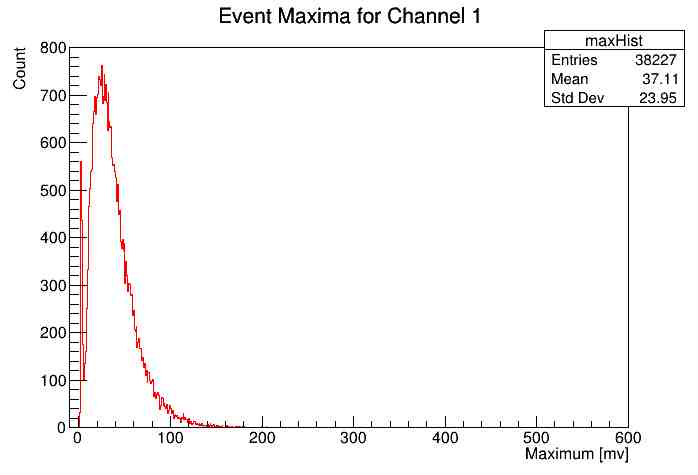 Event Maxima for Channel 1
maxHist
Entries 38227
Mean 37.11
Std Dev 23.95
Count
800
700
600
500
400
300
200
100
0
0 100 200 300 400 500 600
Maximum [mv]